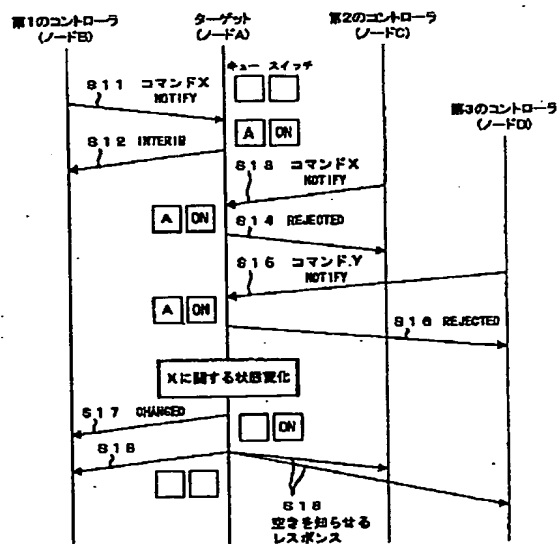 第1のコントローラ
(ノードB)
ターゲット
(ノードA)
第2のコントローラ
(ノードC)
キュー スイッチ
第3のコントローラ
(ノードD)
S11 コマンドX
NOTIFY
A ON
S12 INTERIM
S13 コマンドX
NOTIFY
A ON
S14 REJECTED
S15 コマンドY
NOTIFY
A ON
S16 REJECTED
Xに関する状態変化
S17 CHANGED
ON
S18
S18
空きを知らせる
レスポンス